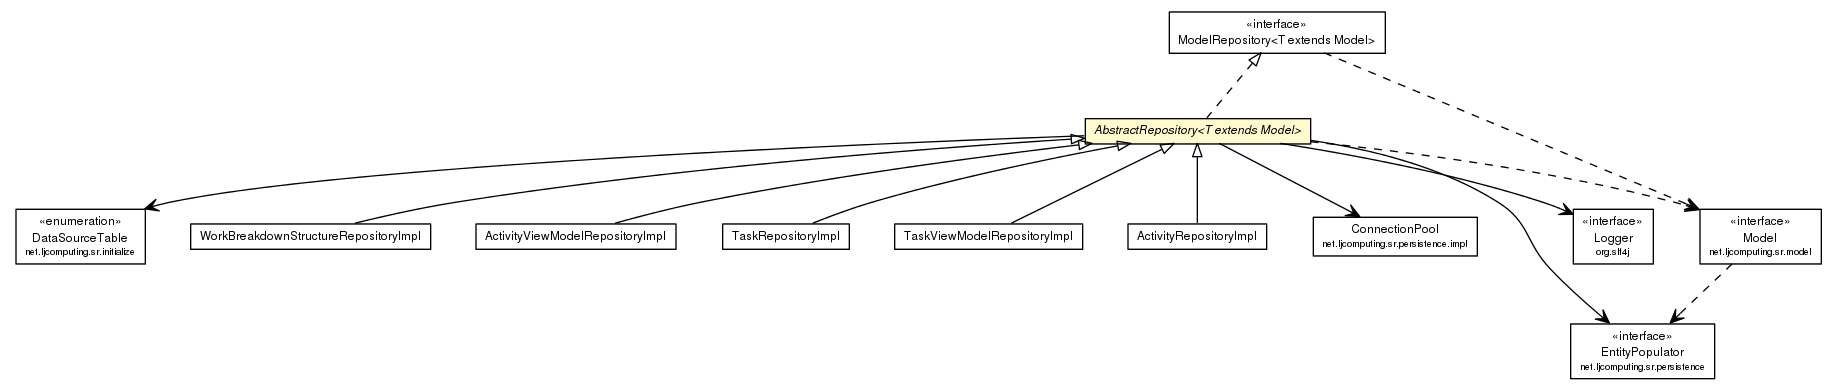 «interface»
ModelRepository<T extends Model>
AbstractRepository<T extends Model>
«enumeration»
DataSourceTable
net.ljcomputing.sr.initialize
WorkBreakdownStructureRepositoryImpl
ActivityViewModelRepositoryImpl
TaskRepositoryImpl
TaskViewModelRepositoryImpl
ActivityRepositoryImpl
ConnectionPool
net.ljcomputing.sr.persistence.impl
«interface»
Logger
org.slf4j
«interface»
Model
net.ljcomputing.sr.model
«interface»
EntityPopulator
net.ljcomputing.sr.persistence